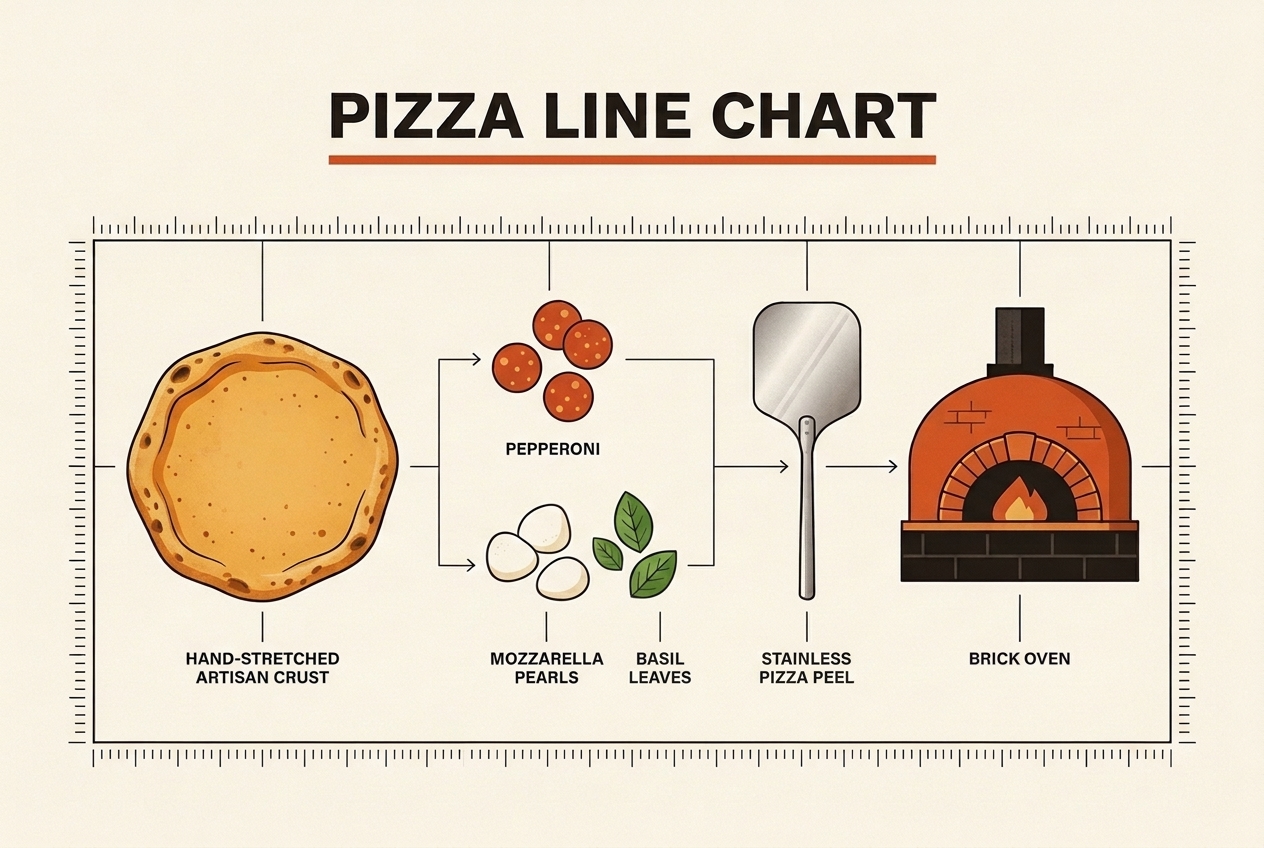 PIZZA LINE CHART
PEPPERONI
HAND-STRETCHED
ARTISAN CRUST
MOZZARELLA
PEARLS
BASIL
LEAVES
STAINLESS
PIZZA PEEL
BRICK OVEN